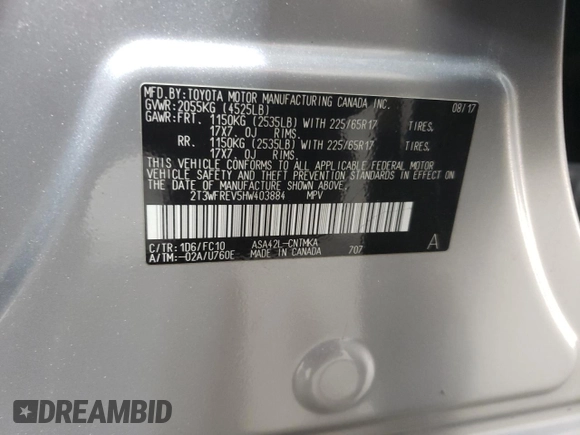 MFD.BY:TOYOTA MOTOR MANUFACTURING CANADA INC.
GVWR:2055KG (4525LB) 08/17
GAWR:FRT. 1150KG (2535LB) WITH 225/65R17 TIRES,
17X7.0J RIMS.
RR. 1150KG (2535LB) WITH 225/65R17 TIRES,
17X7.0J RIMS.
THIS VEHICLE CONFORMS TO ALL APPLICABLE FEDERAL MOTOR
VEHICLE SAFETY AND THEFT PREVENTION STANDARDS IN EFFECT ON
THE DATE OF MANUFACTURE SHOWN ABOVE.
2T3WFREV5HW403884 MPV
C/TR:1D6/FC10 ASA42L-CNTMKA A
A/TM:-02A/U760E MADE IN CANADA 707
DREAMBID